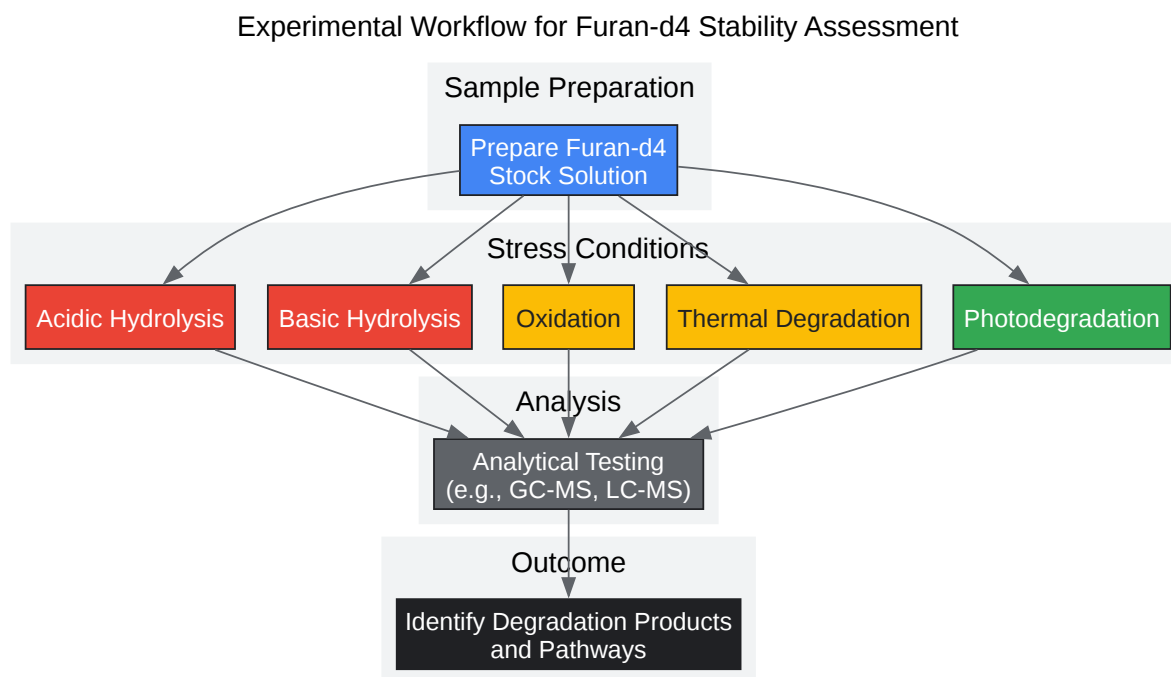 Experimental Workflow for Furan-d4 Stability Assessment
Sample Preparation
Prepare Furan-d4
Stock Solution
Stress Conditions
Acidic Hydrolysis
Basic Hydrolysis
Oxidation
Thermal Degradation
Photodegradation
Analysis
Analytical Testing
(e.g., GC-MS, LC-MS)
Outcome
Identify Degradation Products
and Pathways